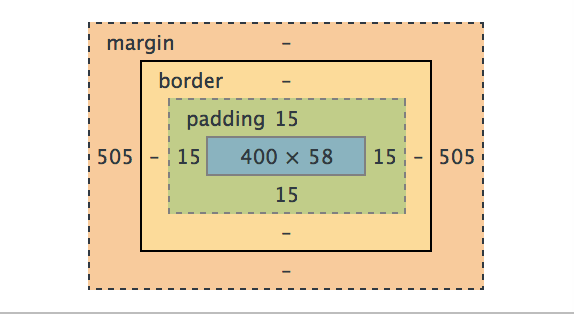 margin –
border –
padding 15
505 – 15 400 × 58 15 – 505
15
–
–